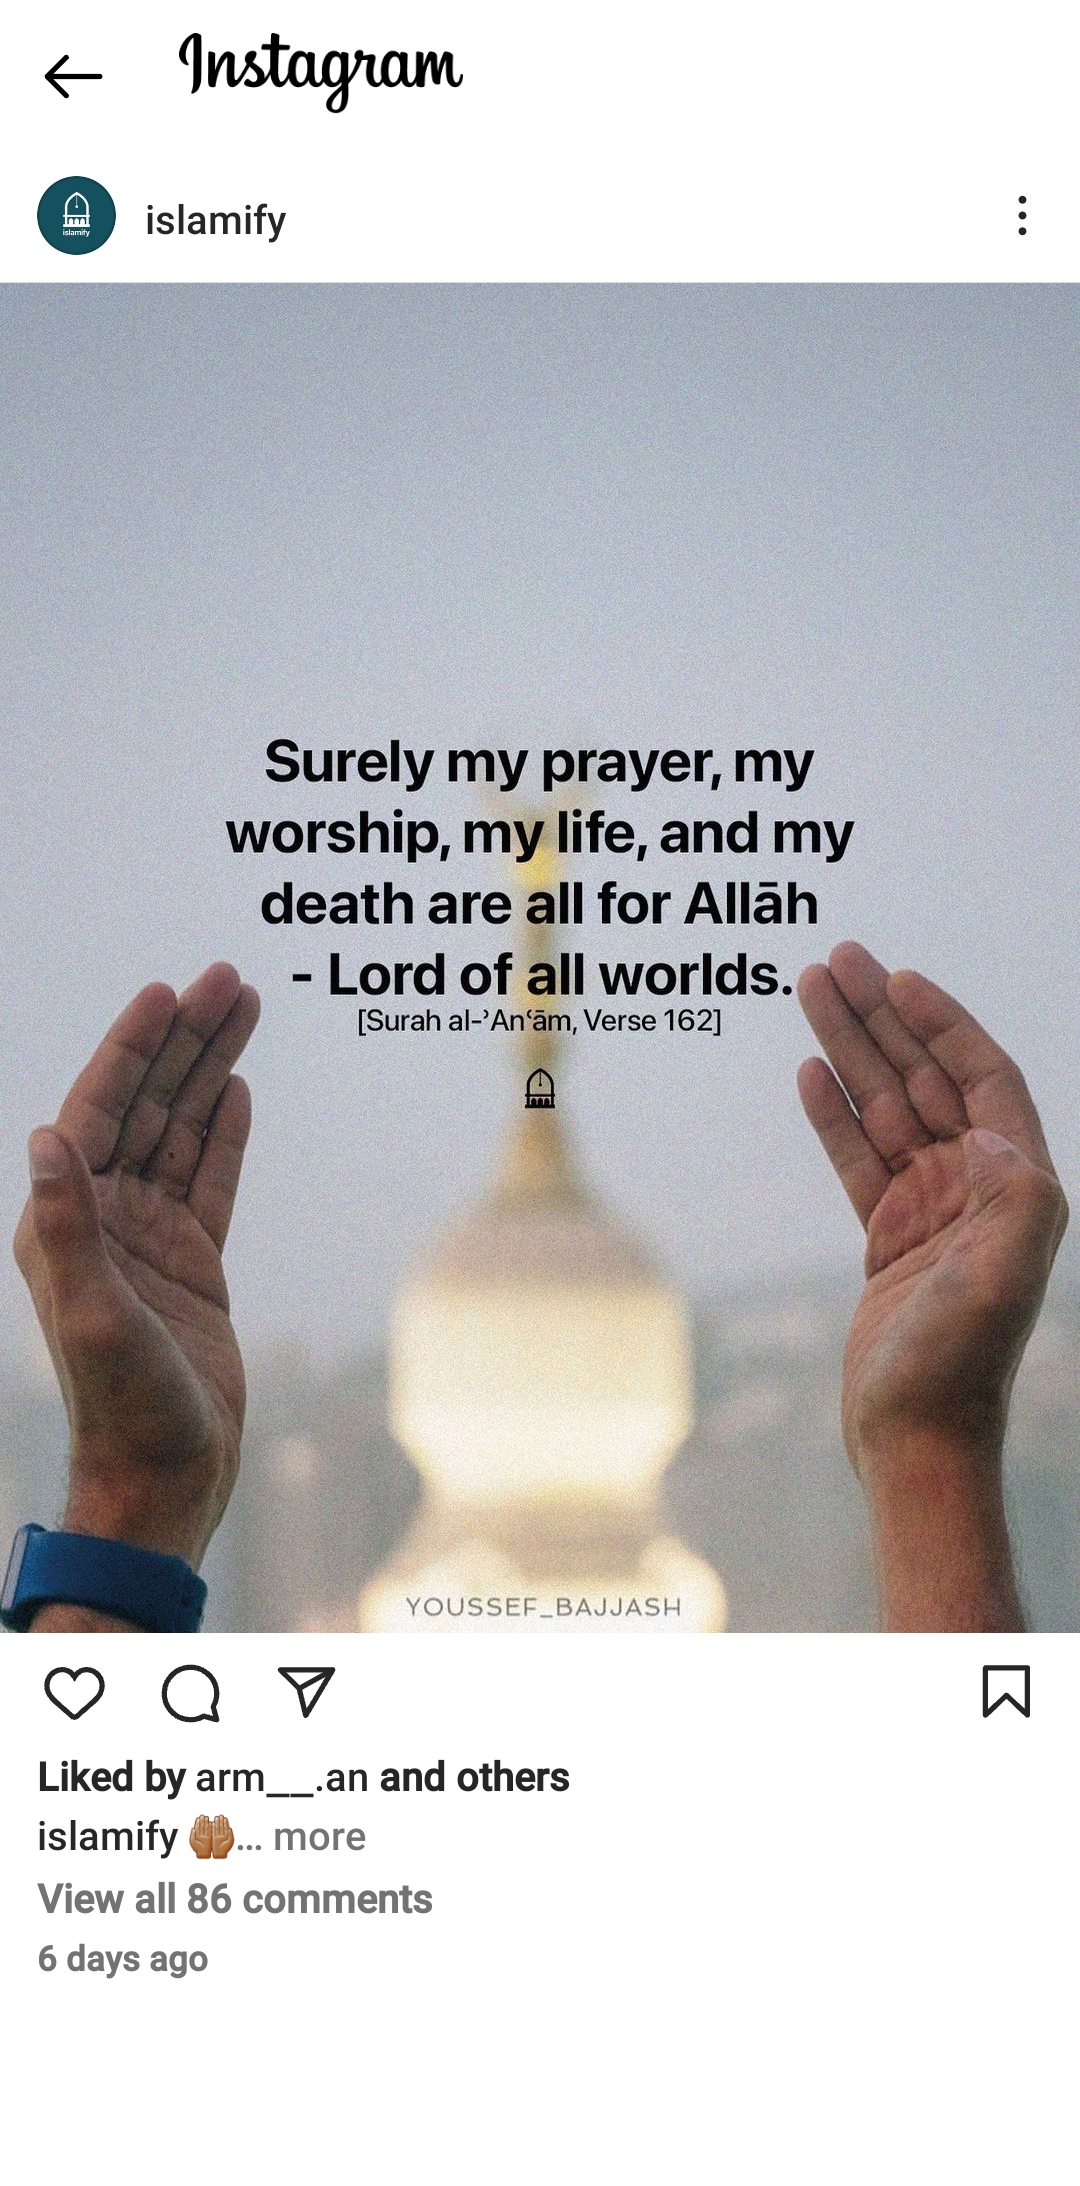 Instagram
islamify
islamify
Surely my prayer, my
worship, my life, and my
death are all for Allāh
- Lord of all worlds.
[Surah al-ʾAnʿām, Verse 162]
YOUSSEF_BAJJASH
Liked by arm__.an and others
islamify 🤲🏽... more
View all 86 comments
6 days ago